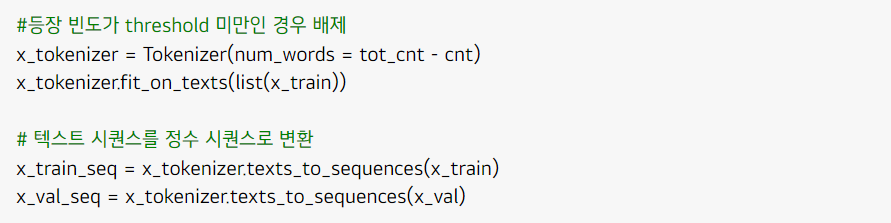 #등장 빈도가 threshold 미만인 경우 배제
x_tokenizer = Tokenizer(num_words = tot_cnt - cnt)
x_tokenizer.fit_on_texts(list(x_train))
# 텍스트 시퀀스를 정수 시퀀스로 변환
x_train_seq = x_tokenizer.texts_to_sequences(x_train)
x_val_seq = x_tokenizer.texts_to_sequences(x_val)